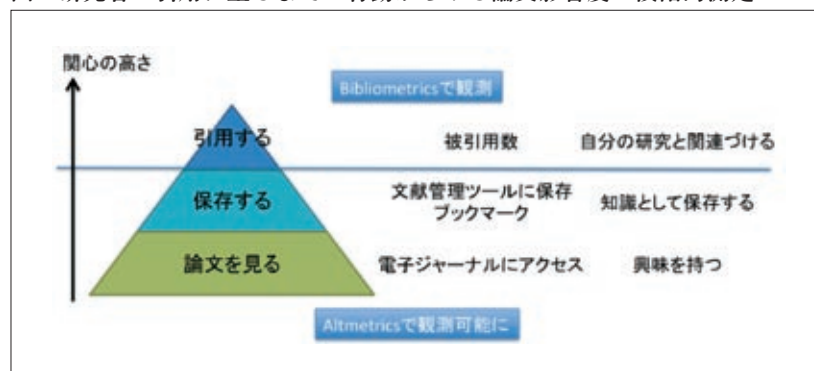 関心の高さ
Bibliometricsで観測
引用する 被引用数 自分の研究と関連づける
保存する 文献管理ツールに保存
ブックマーク 知識として保存する
論文を見る 電子ジャーナルにアクセス 興味を持つ
Altmetricsで観測可能に